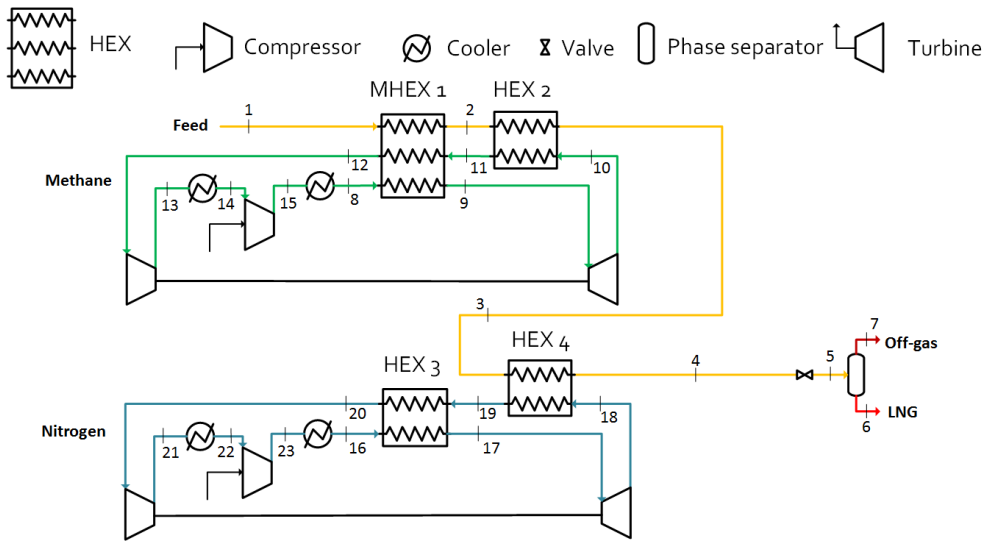 HEX
Compressor
Cooler
Valve
Phase separator
Turbine
MHEX 1
HEX 2
Feed
1
2
12
11
10
Methane
13
14
15
8
9
3
HEX 4
7
Off-gas
HEX 3
4
5
LNG
6
20
19
18
Nitrogen
21
22
23
16
17